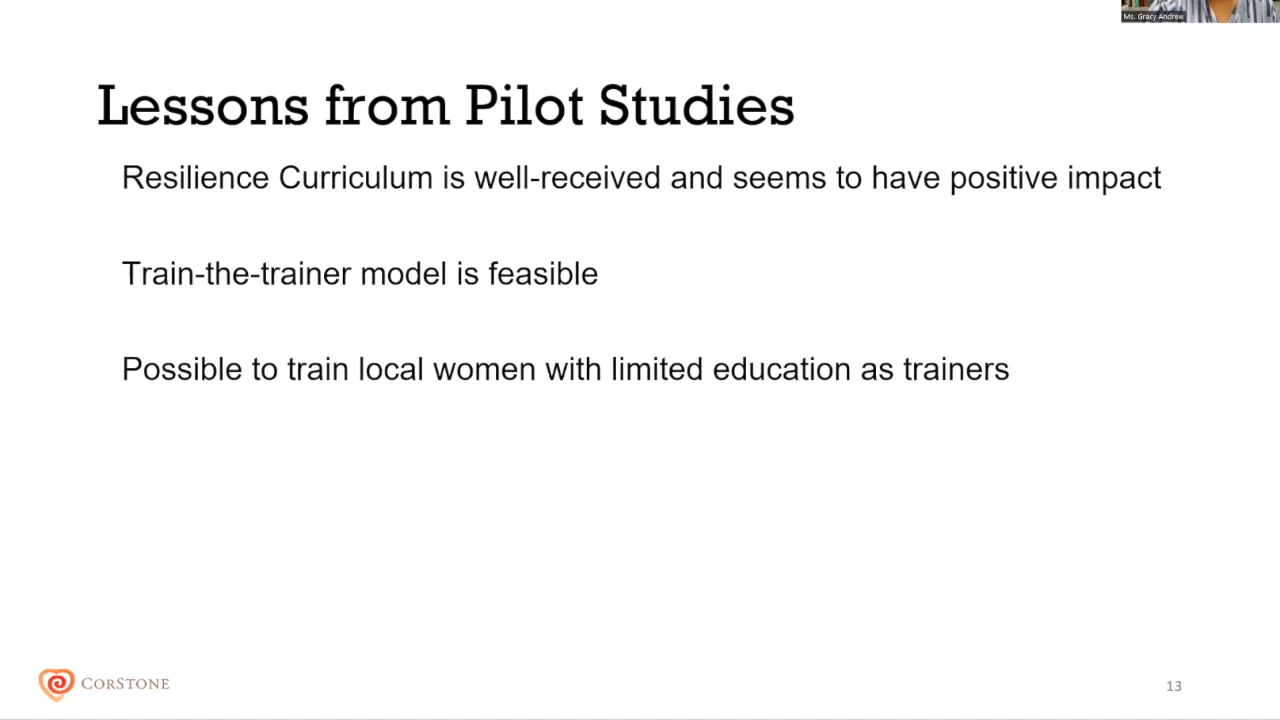 Ms. Gracy Andrew
Lessons from Pilot Studies
Resilience Curriculum is well-received and seems to have positive impact
Train-the-trainer model is feasible
Possible to train local women with limited education as trainers
CORSTONE
13